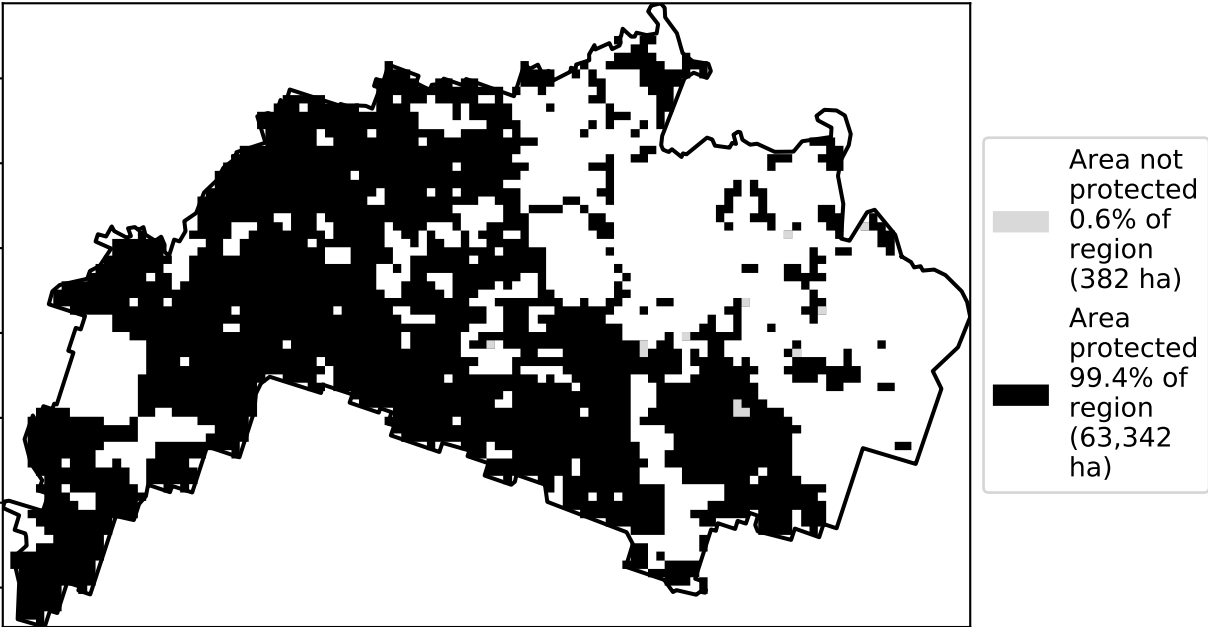 Area not
protected
0.6% of
region
(382 ha)
Area
protected
99.4% of
region
(63,342
ha)